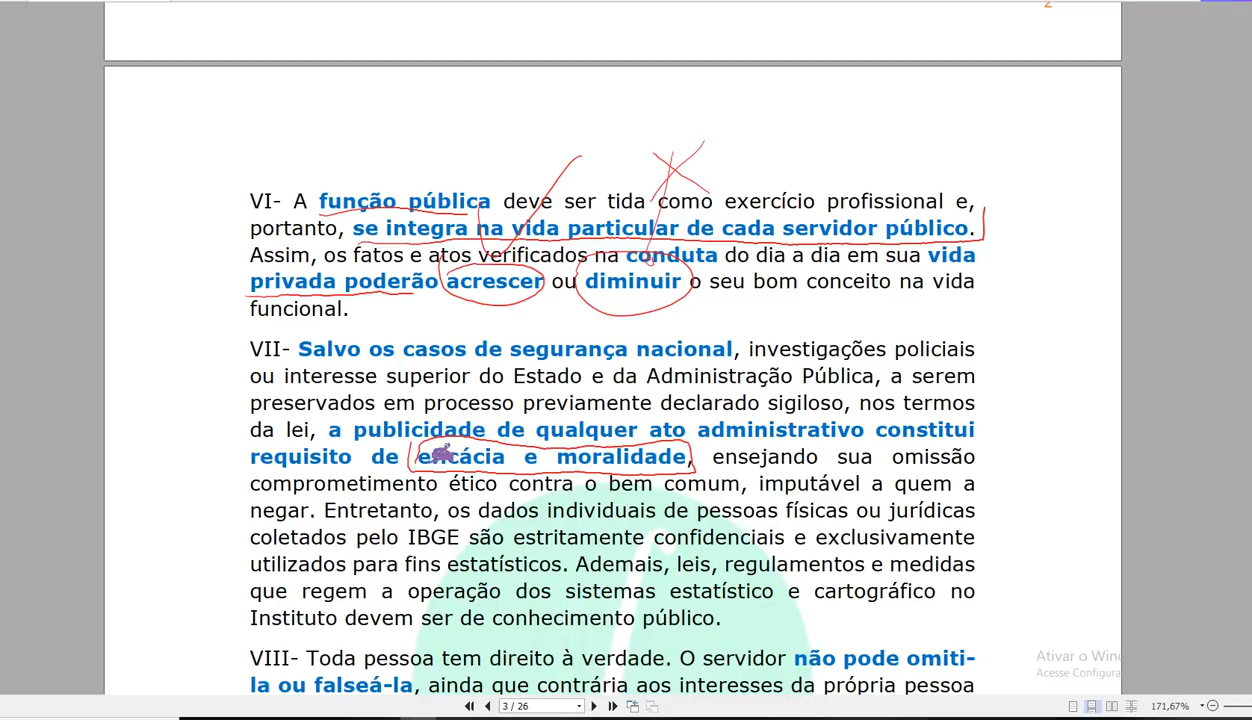 2
VI- A função pública deve ser tida como exercício profissional e,
portanto, se integra na vida particular de cada servidor público.
Assim, os fatos e atos verificados na conduta do dia a dia em sua vida
privada poderão acrescer ou diminuir o seu bom conceito na vida
funcional.
VII- Salvo os casos de segurança nacional, investigações policiais
ou interesse superior do Estado e da Administração Pública, a serem
preservados em processo previamente declarado sigiloso, nos termos
da lei, a publicidade de qualquer ato administrativo constitui
requisito de eficácia e moralidade, ensejando sua omissão
comprometimento ético contra o bem comum, imputável a quem a
negar. Entretanto, os dados individuais de pessoas físicas ou jurídicas
coletados pelo IBGE são estritamente confidenciais e exclusivamente
utilizados para fins estatísticos. Ademais, leis, regulamentos e medidas
que regem a operação dos sistemas estatístico e cartográfico no
Instituto devem ser de conhecimento público.
VIII- Toda pessoa tem direito à verdade. O servidor não pode omiti-
la ou falseá-la, ainda que contrária aos interesses da própria pessoa
Ativar o Win
Acesse Configura
3 / 26
171,67%